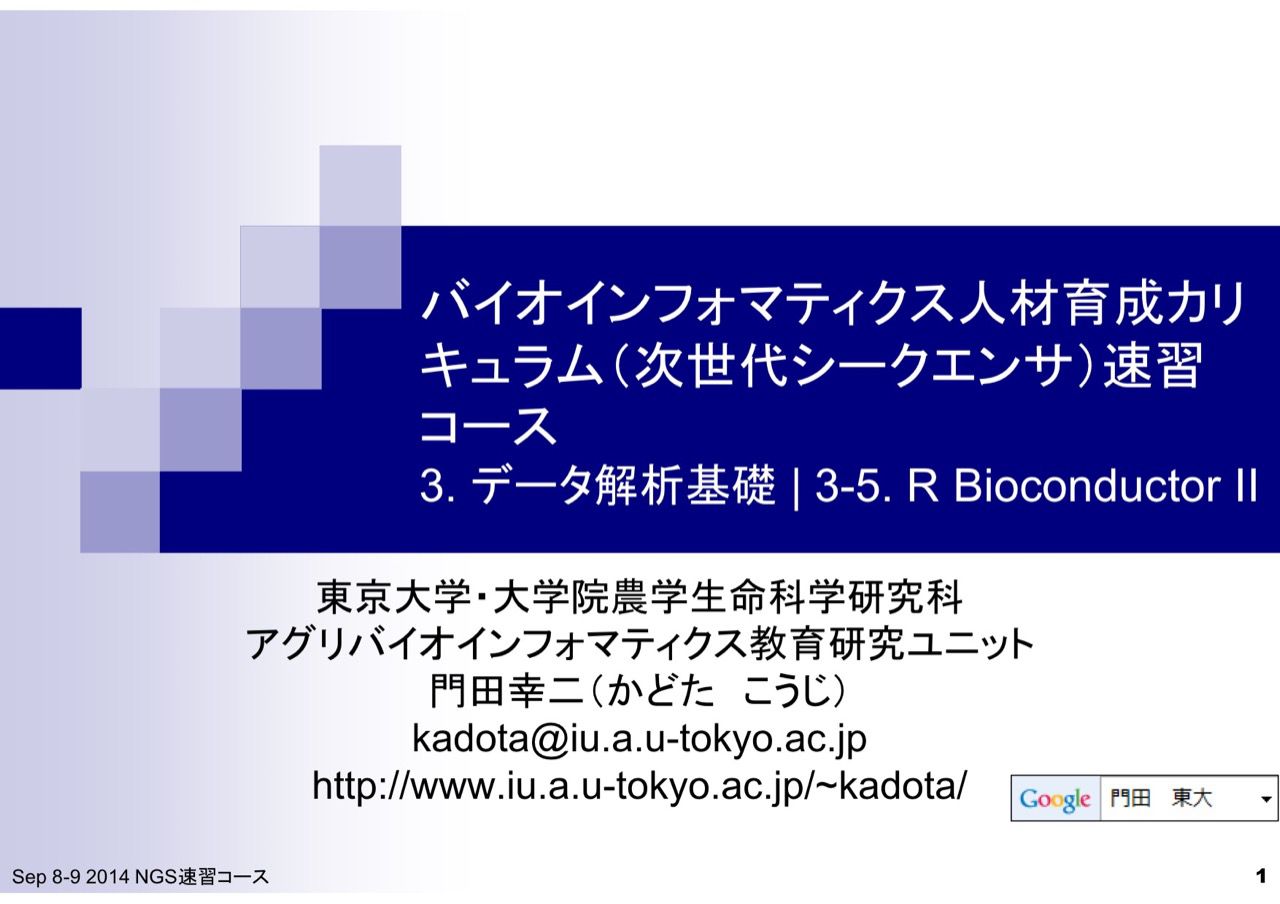 バイオインフォマティクス人材育成カリ
キュラム（次世代シークエンサ）速習
コース
3. データ解析基礎 | 3-5. R Bioconductor II
東京大学・大学院農学生命科学研究科
アグリバイオインフォマティクス教育研究ユニット
門田幸二（かどた　こうじ）
kadota@iu.a.u-tokyo.ac.jp
http://www.iu.a.u-tokyo.ac.jp/~kadota/
Google 門田　東大
Sep 8-9 2014 NGS速習コース
1